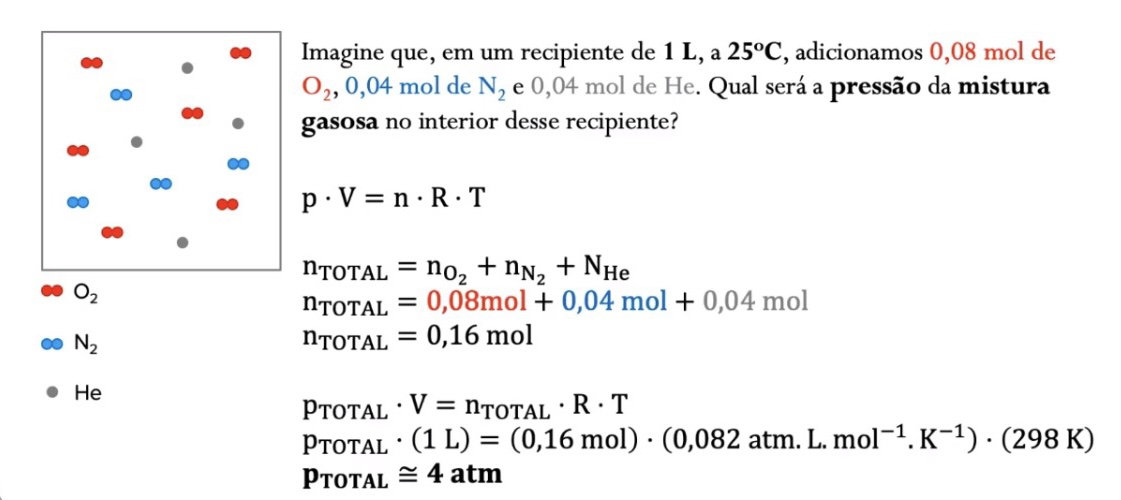 Imagine que, em um recipiente de 1 L, a 25ºC, adicionamos 0,08 mol de
O₂, 0,04 mol de N₂ e 0,04 mol de He. Qual será a pressão da mistura
gasosa no interior desse recipiente?
p · V = n · R · T
n_TOTAL = n_O₂ + n_N₂ + N_He
n_TOTAL = 0,08mol + 0,04 mol + 0,04 mol
n_TOTAL = 0,16 mol
O₂
N₂
He
p_TOTAL · V = n_TOTAL · R · T
p_TOTAL · (1 L) = (0,16 mol) · (0,082 atm. L. mol⁻¹. K⁻¹) · (298 K)
p_TOTAL ≅ 4 atm